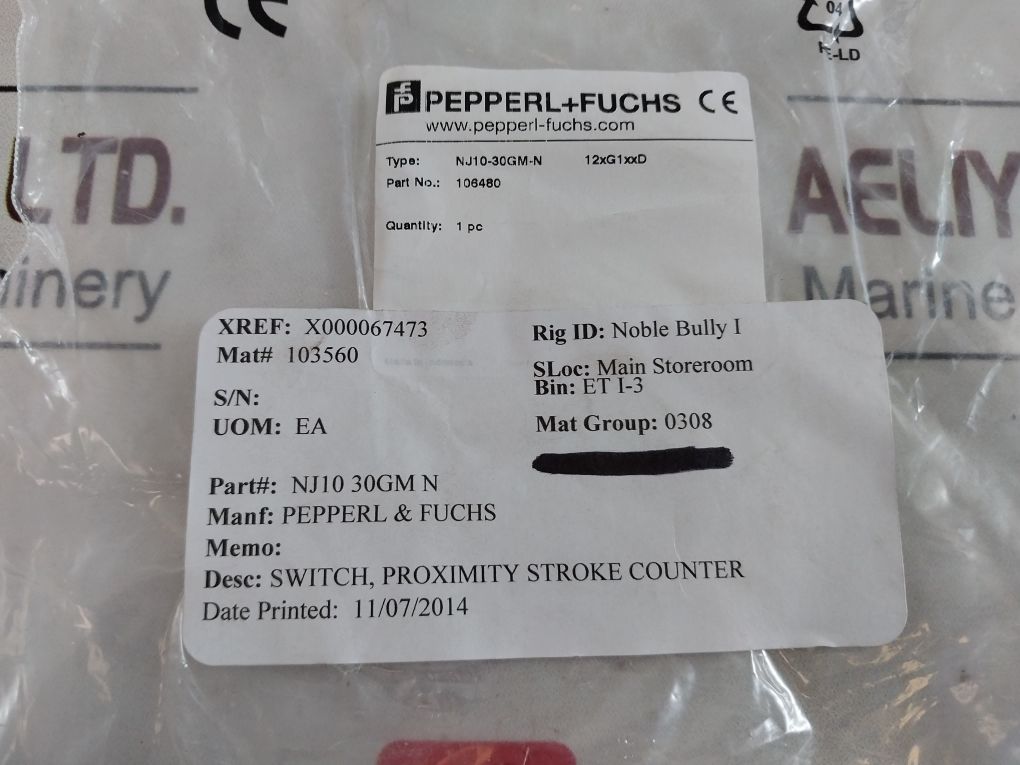 CE
04
PE-LD
PEPPERL+FUCHS CE
www.pepperl-fuchs.com
Type: NJ10-30GM-N 12xG1xxD
Part No.: 106480
Quantity: 1 pc
LTD.
AELIY
Marine
XREF: X000067473
Mat# 103560
S/N:
UOM: EA
Rig ID: Noble Bully I
SLoc: Main Storeroom
Bin: ET I-3
Mat Group: 0308
Part#: NJ10 30GM N
Manf: PEPPERL & FUCHS
Memo:
Desc: SWITCH, PROXIMITY STROKE COUNTER
Date Printed: 11/07/2014